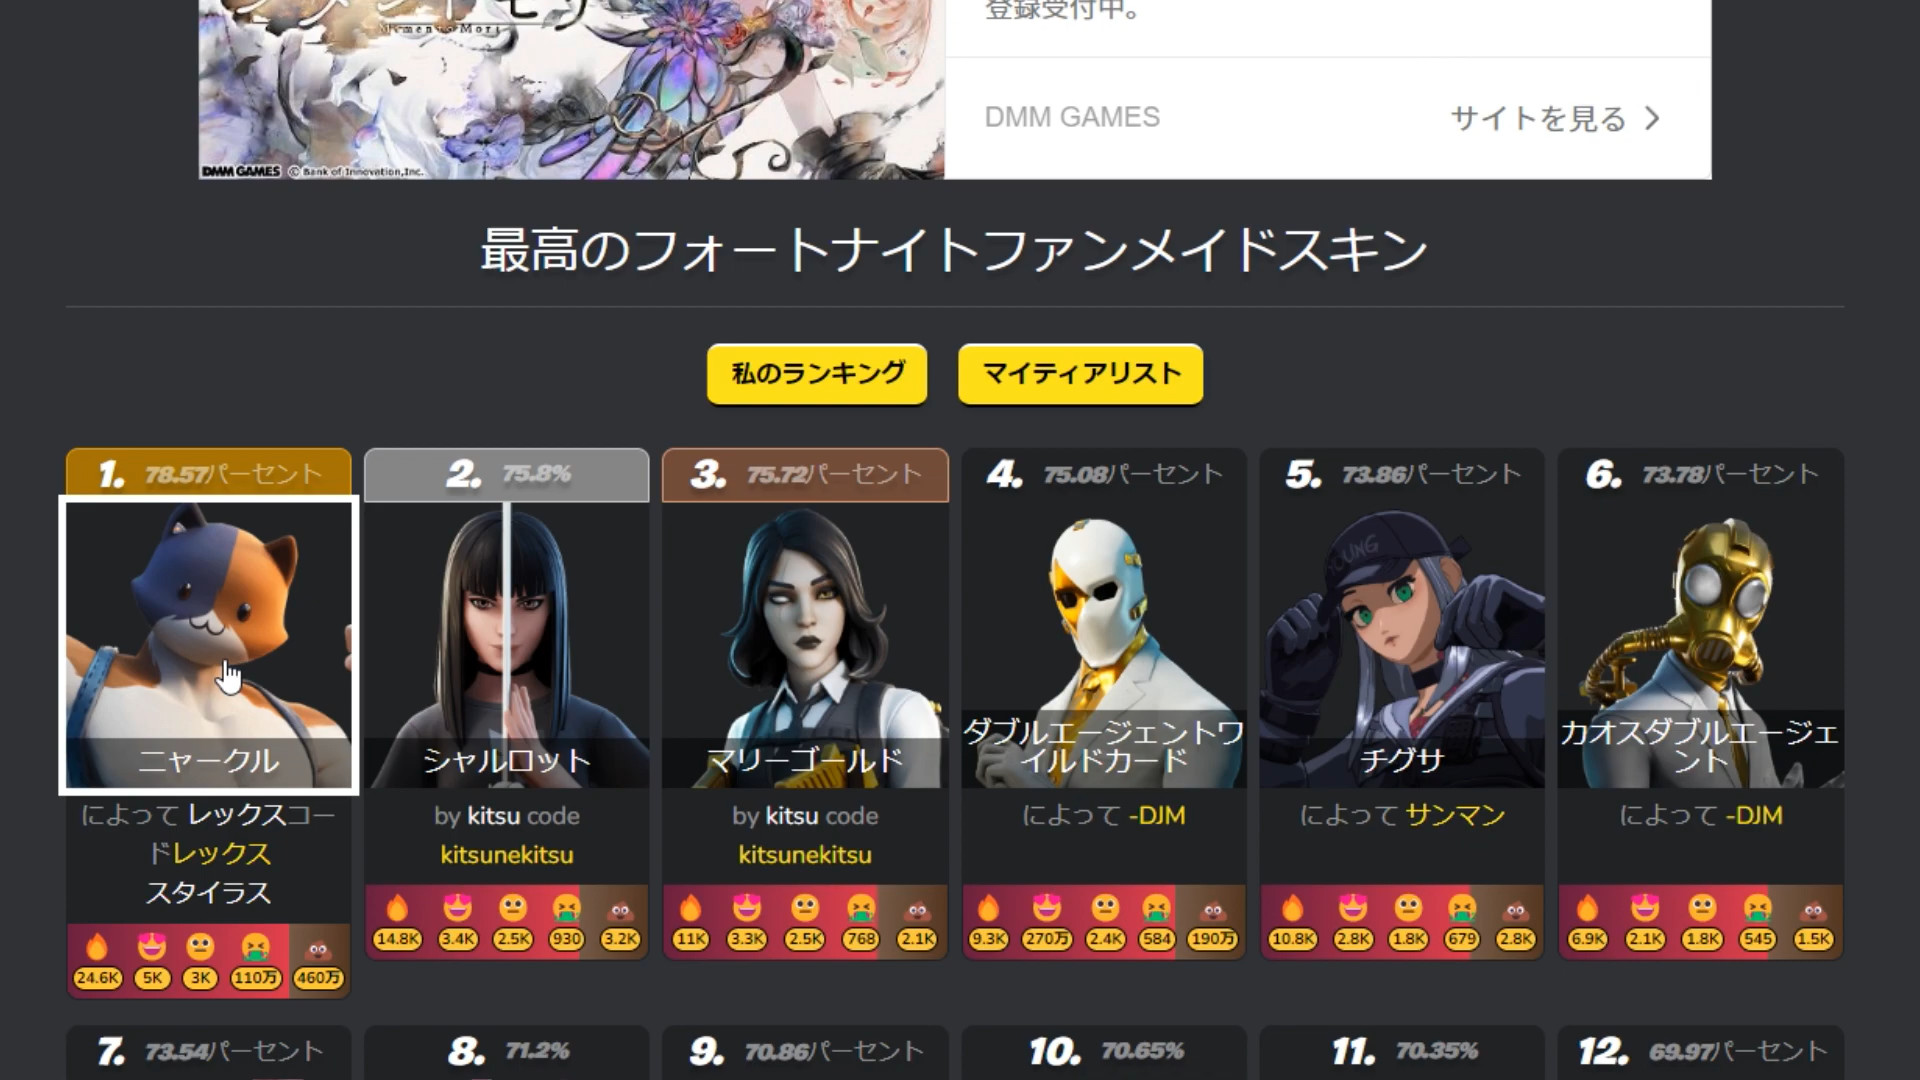 メメントモリ
Memento Mori
DMM GAMES © Bank of Innovation,Inc.
登録受付中。
DMM GAMES
サイトを見る
最高のフォートナイトファンメイドスキン
私のランキング
マイティアリスト
1. 78.57パーセント
ニャークル
によって レックスコー
ドレックス
スタイラス
24.6K 5K 3K 110万 460万
2. 75.8%
シャルロット
by kitsu code
kitsunekitsu
14.8K 3.4K 2.5K 930 3.2K
3. 75.72パーセント
マリーゴールド
by kitsu code
kitsunekitsu
11K 3.3K 2.5K 768 2.1K
4. 75.08パーセント
ダブルエージェントワ
イルドカード
によって -DJM
9.3K 270万 2.4K 584 190万
5. 73.86パーセント
YOUNG
チグサ
によって サンマン
10.8K 2.8K 1.8K 679 2.8K
6. 73.78パーセント
カオスダブルエージェ
ント
によって -DJM
6.9K 2.1K 1.8K 545 1.5K
7. 73.54パーセント
8. 71.2%
9. 70.86パーセント
10. 70.65%
11. 70.35%
12. 69.97パーセント